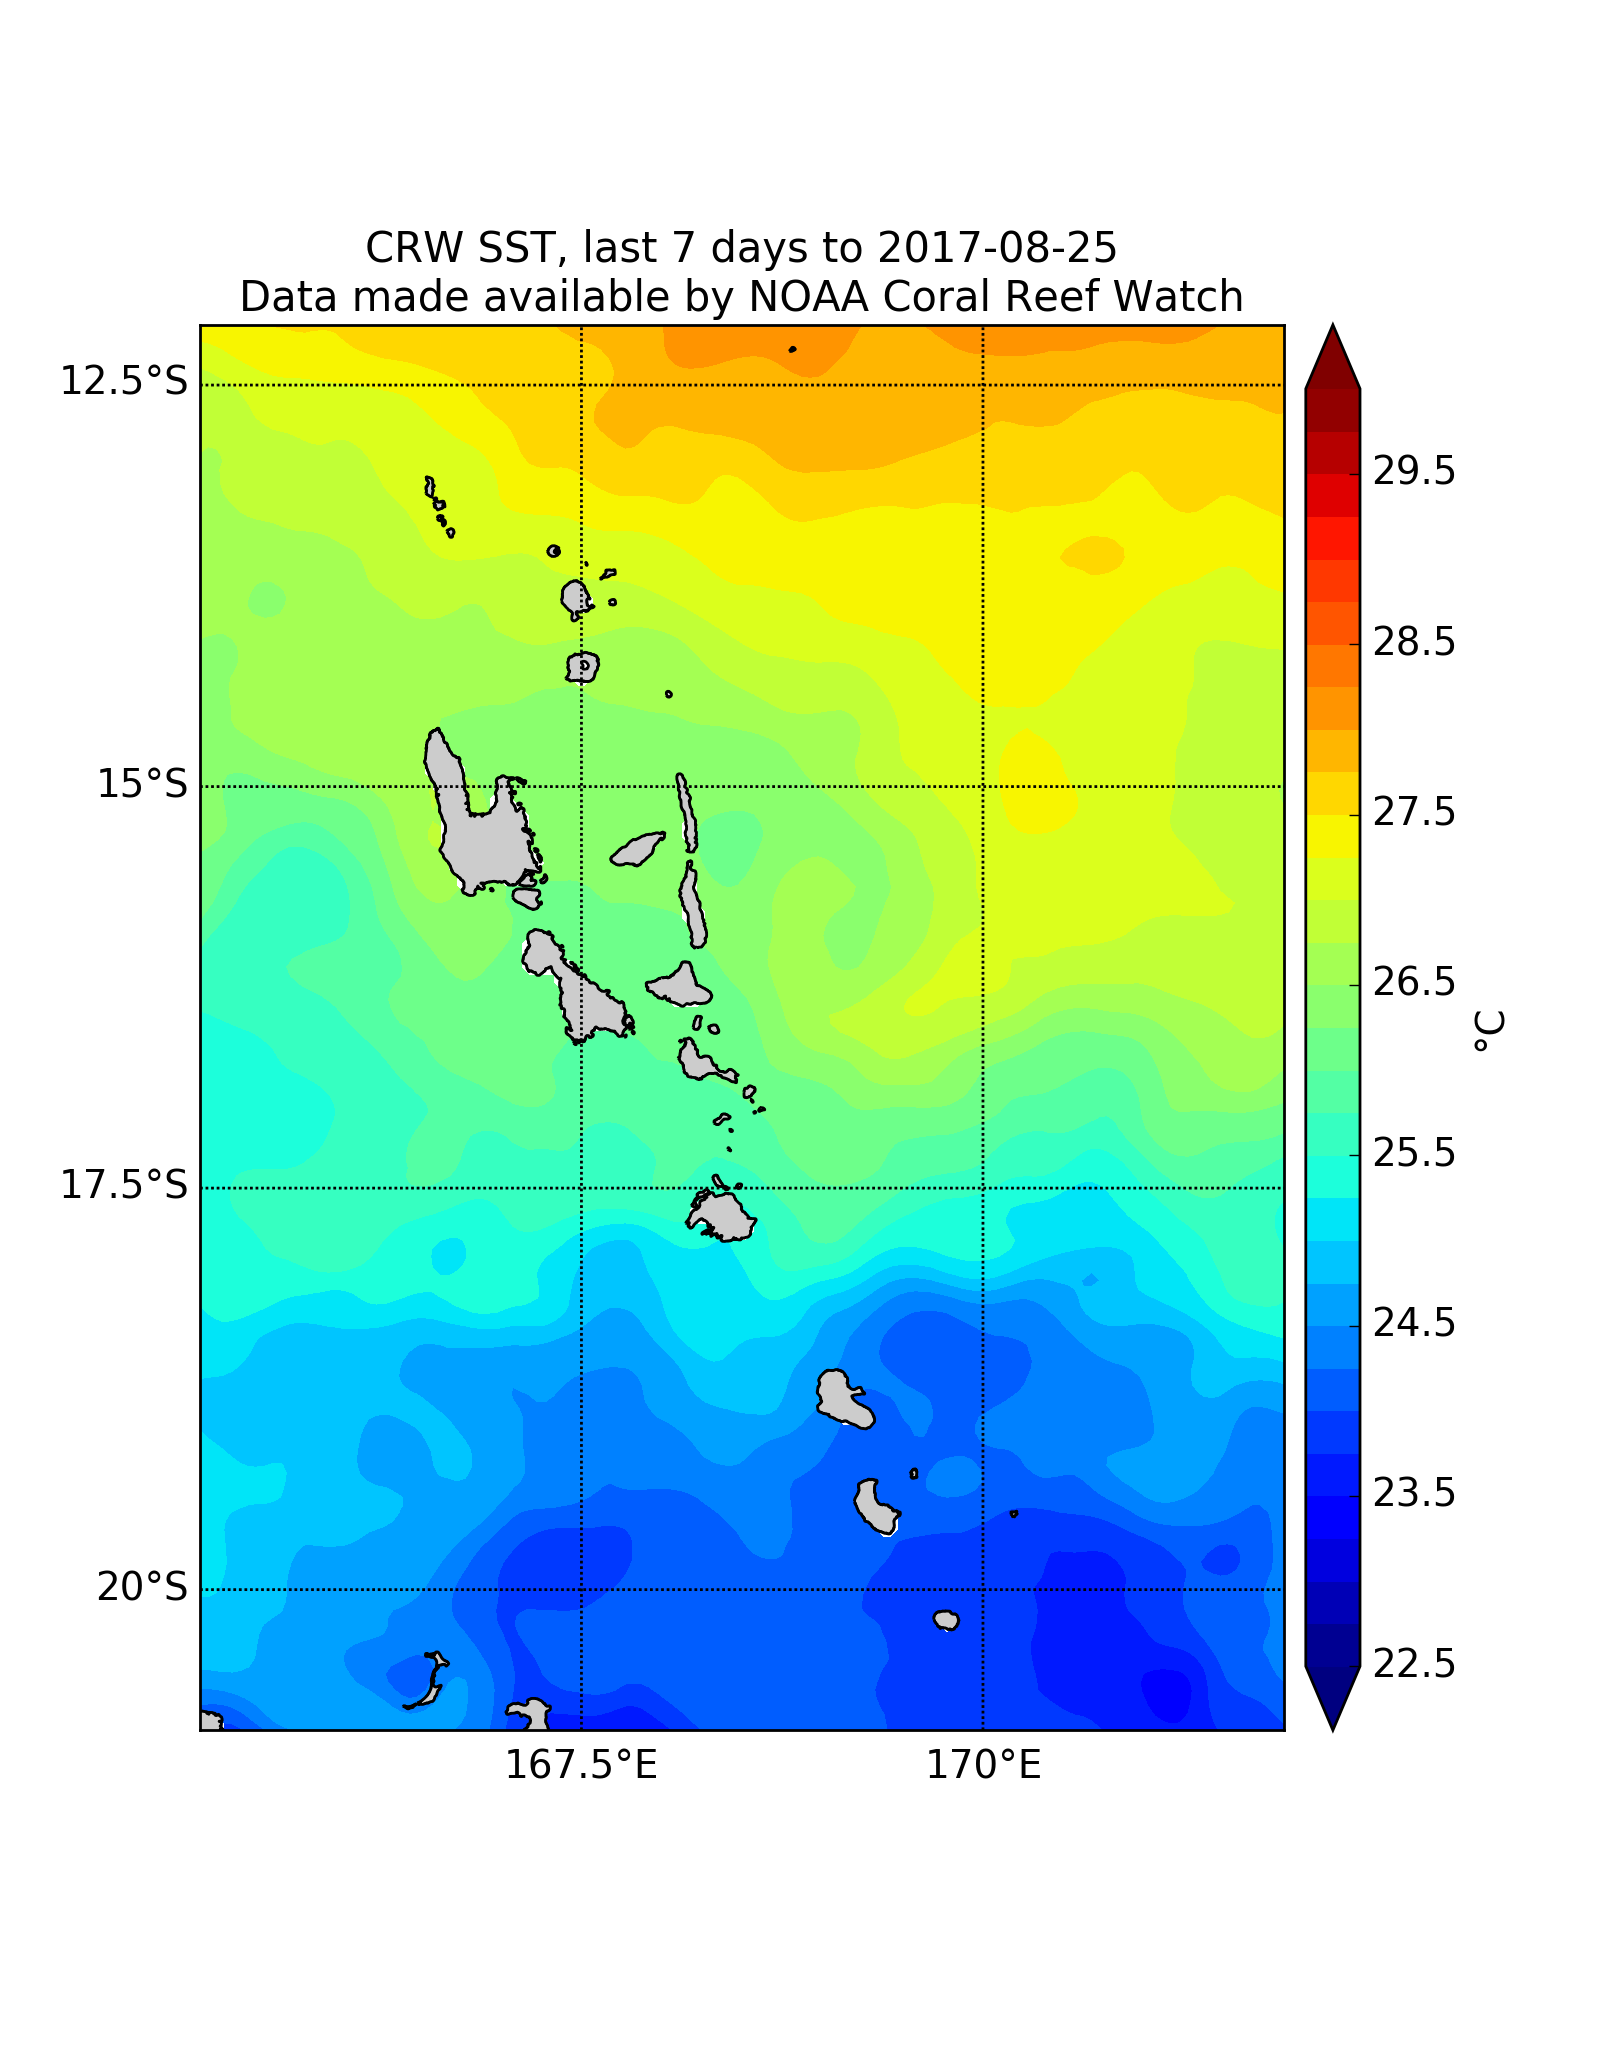 CRW SST, last 7 days to 2017-08-25
Data made available by NOAA Coral Reef Watch
12.5°S
15°S
17.5°S
20°S
167.5°E
170°E
29.5
28.5
27.5
26.5
25.5
24.5
23.5
22.5
°C